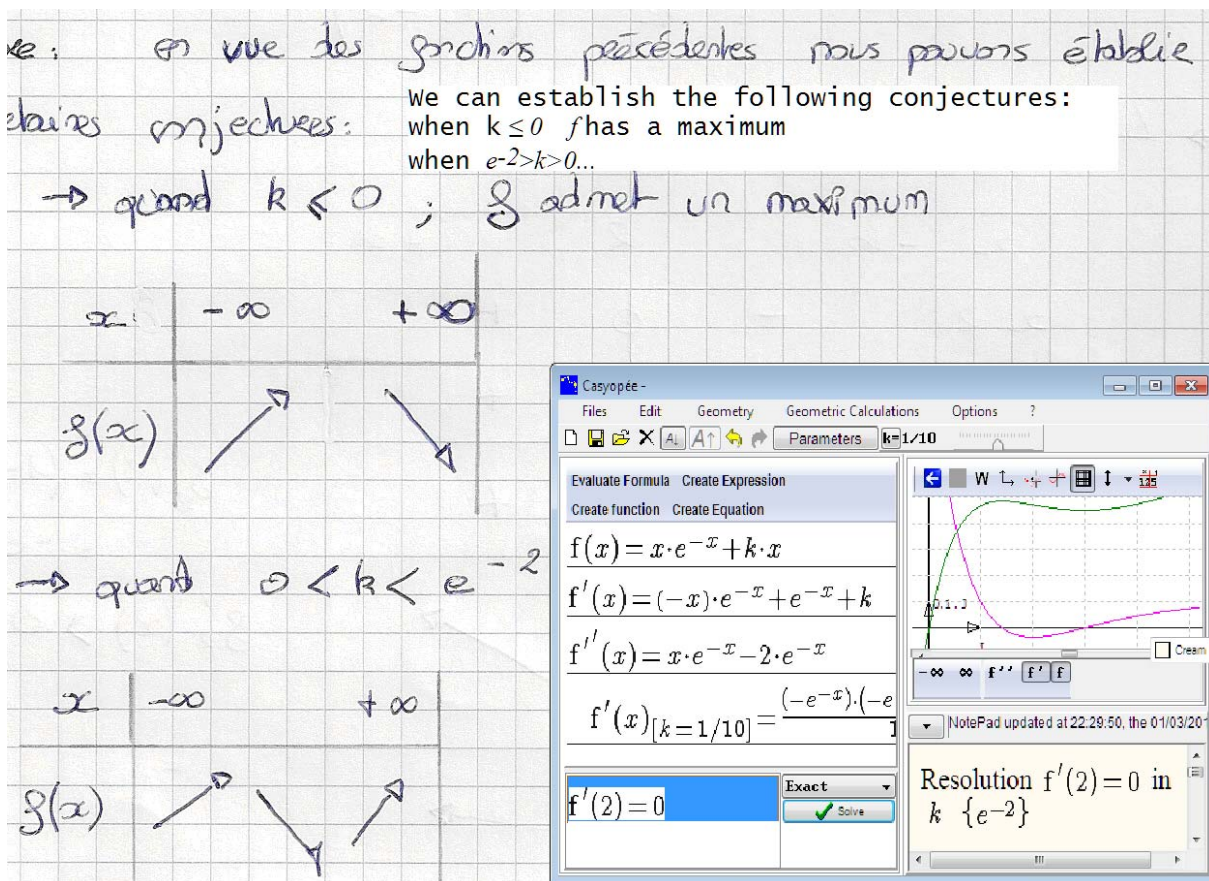 en vue des fonctions précédentes nous pouvons établie
We can establish the following conjectures:
conjectures:
when k ≤ 0 f has a maximum
when e-2>k>0...
→ quand k ≤ 0 ; f admet un maximum
x -∞ +∞
f(x)
→ quand 0 < k < e^-2
x -∞ +∞
f(x)
Casyopée -
Files Edit Geometry Geometric Calculations Options ?
Parameters k=1/10
Evaluate Formula Create Expression
Create function Create Equation
f(x)=x·e^-x+k·x
f'(x)=(-x)·e^-x+e^-x+k
f''(x)=x·e^-x-2·e^-x
f'(x)[k=1/10]=(-e^-x).(-e
f'(2)=0
Exact
Solve
W
-∞ ∞ f'' f' f
Cream
NotePad updated at 22:29:50, the 01/03/201
Resolution f'(2)=0 in
k {e^-2}